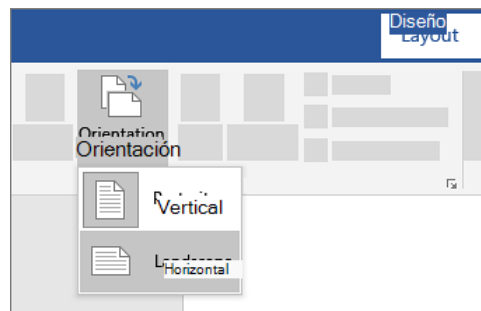 Diseño
Layout
Orientation
Orientación
Vertical
Horizontal